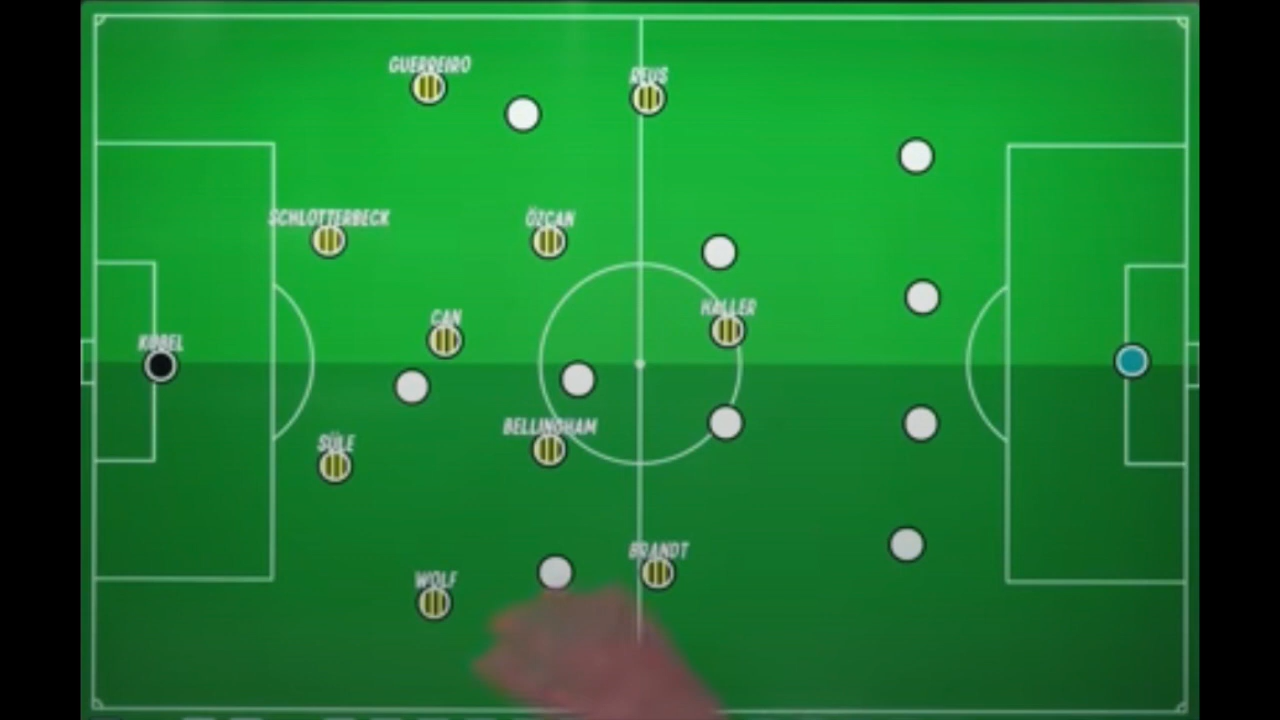 GUERREIRO
REUS
SCHLOTTERBECK
ÖZCAN
HALLER
CAN
KOBEL
BELLINGHAM
SÜLE
BRANDT
WOLF